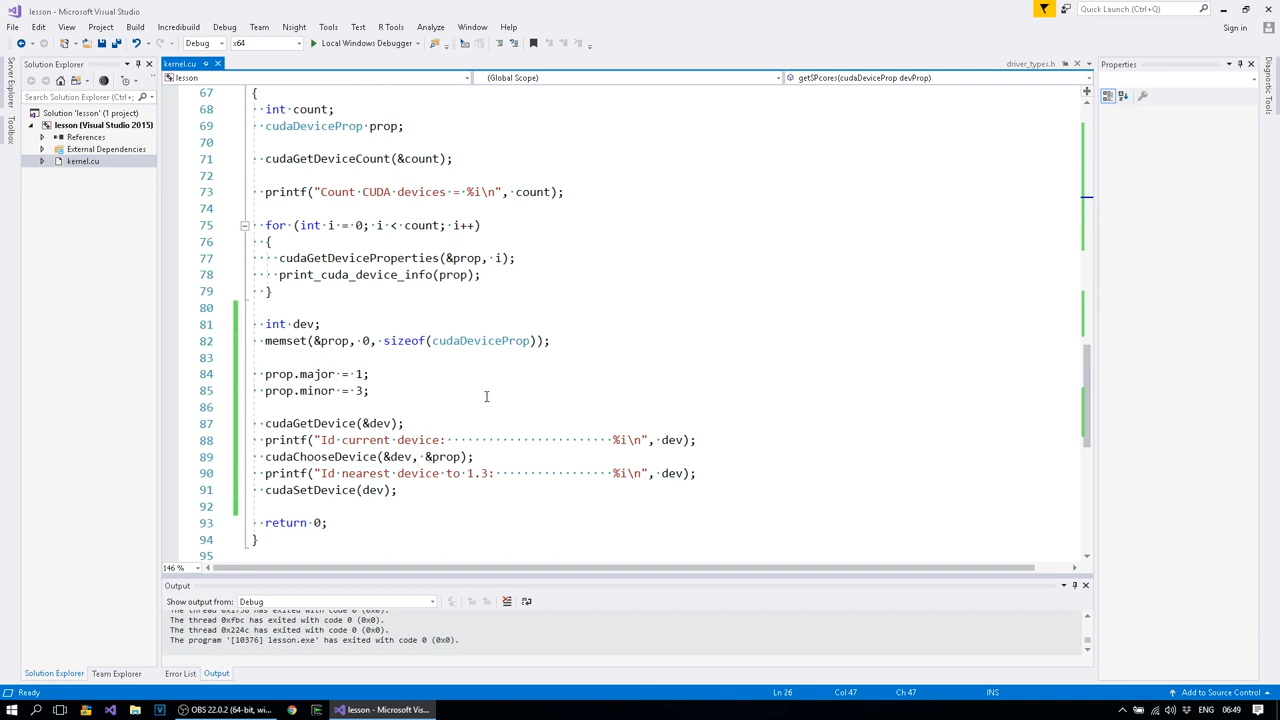 lesson - Microsoft Visual Studio
Quick Launch (Ctrl+Q)
File Edit View Project Build Incredibuild Debug Team Nsight Tools Test R Tools Analyze Window Help
Sign in
Debug x64 Local Windows Debugger
Server Explorer
Toolbox
Solution Explorer
Search Solution Explorer (Ctrl+;)
Solution 'lesson' (1 project)
lesson (Visual Studio 2015)
References
External Dependencies
kernel.cu
kernel.cu
driver_types.h
lesson
(Global Scope)
getSPcores(cudaDeviceProp devProp)
67 {
68 int count;
69 cudaDeviceProp prop;
70
71 cudaGetDeviceCount(&count);
72
73 printf("Count CUDA devices = %i\n", count);
74
75 for (int i = 0; i < count; i++)
76 {
77 cudaGetDeviceProperties(&prop, i);
78 print_cuda_device_info(prop);
79 }
80
81 int dev;
82 memset(&prop, 0, sizeof(cudaDeviceProp));
83
84 prop.major = 1;
85 prop.minor = 3;
86
87 cudaGetDevice(&dev);
88 printf("Id current device: %i\n", dev);
89 cudaChooseDevice(&dev, &prop);
90 printf("Id nearest device to 1.3: %i\n", dev);
91 cudaSetDevice(dev);
92
93 return 0;
94 }
95
146 %
Properties
Diagnostic Tools
Output
Show output from: Debug
The thread 0xfbc has exited with code 0 (0x0).
The thread 0x224c has exited with code 0 (0x0).
The program '[10376] lesson.exe' has exited with code 0 (0x0).
Solution Explorer Team Explorer
Error List Output
Ready
Ln 26 Col 47 Ch 47 INS
Add to Source Control
OBS 22.0.2 (64-bit, wi...
lesson - Microsoft Vis...
ENG 06:49